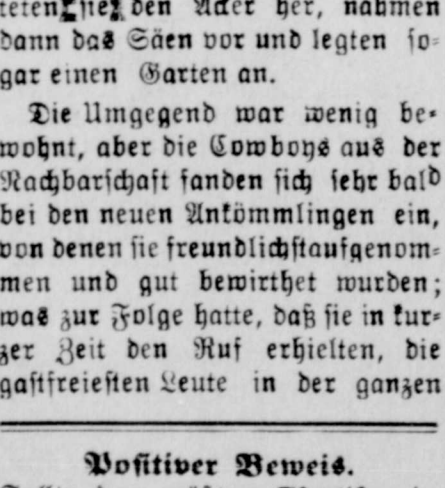 teten sie den Acker her, nahmen
dann das Säen vor und legten so-
gar einen Garten an.
Die Umgegend war wenig be-
wohnt, aber die Cowboys aus der
Nachbarschaft fanden sich sehr bald
bei den neuen Ankömmlingen ein,
von denen sie freundlichst aufgenom-
men und gut bewirthet wurden;
was zur Folge hatte, daß sie in kur-
zer Zeit den Ruf erhielten, die
gastfreiesten Leute in der ganzen
Positiver Beweis.